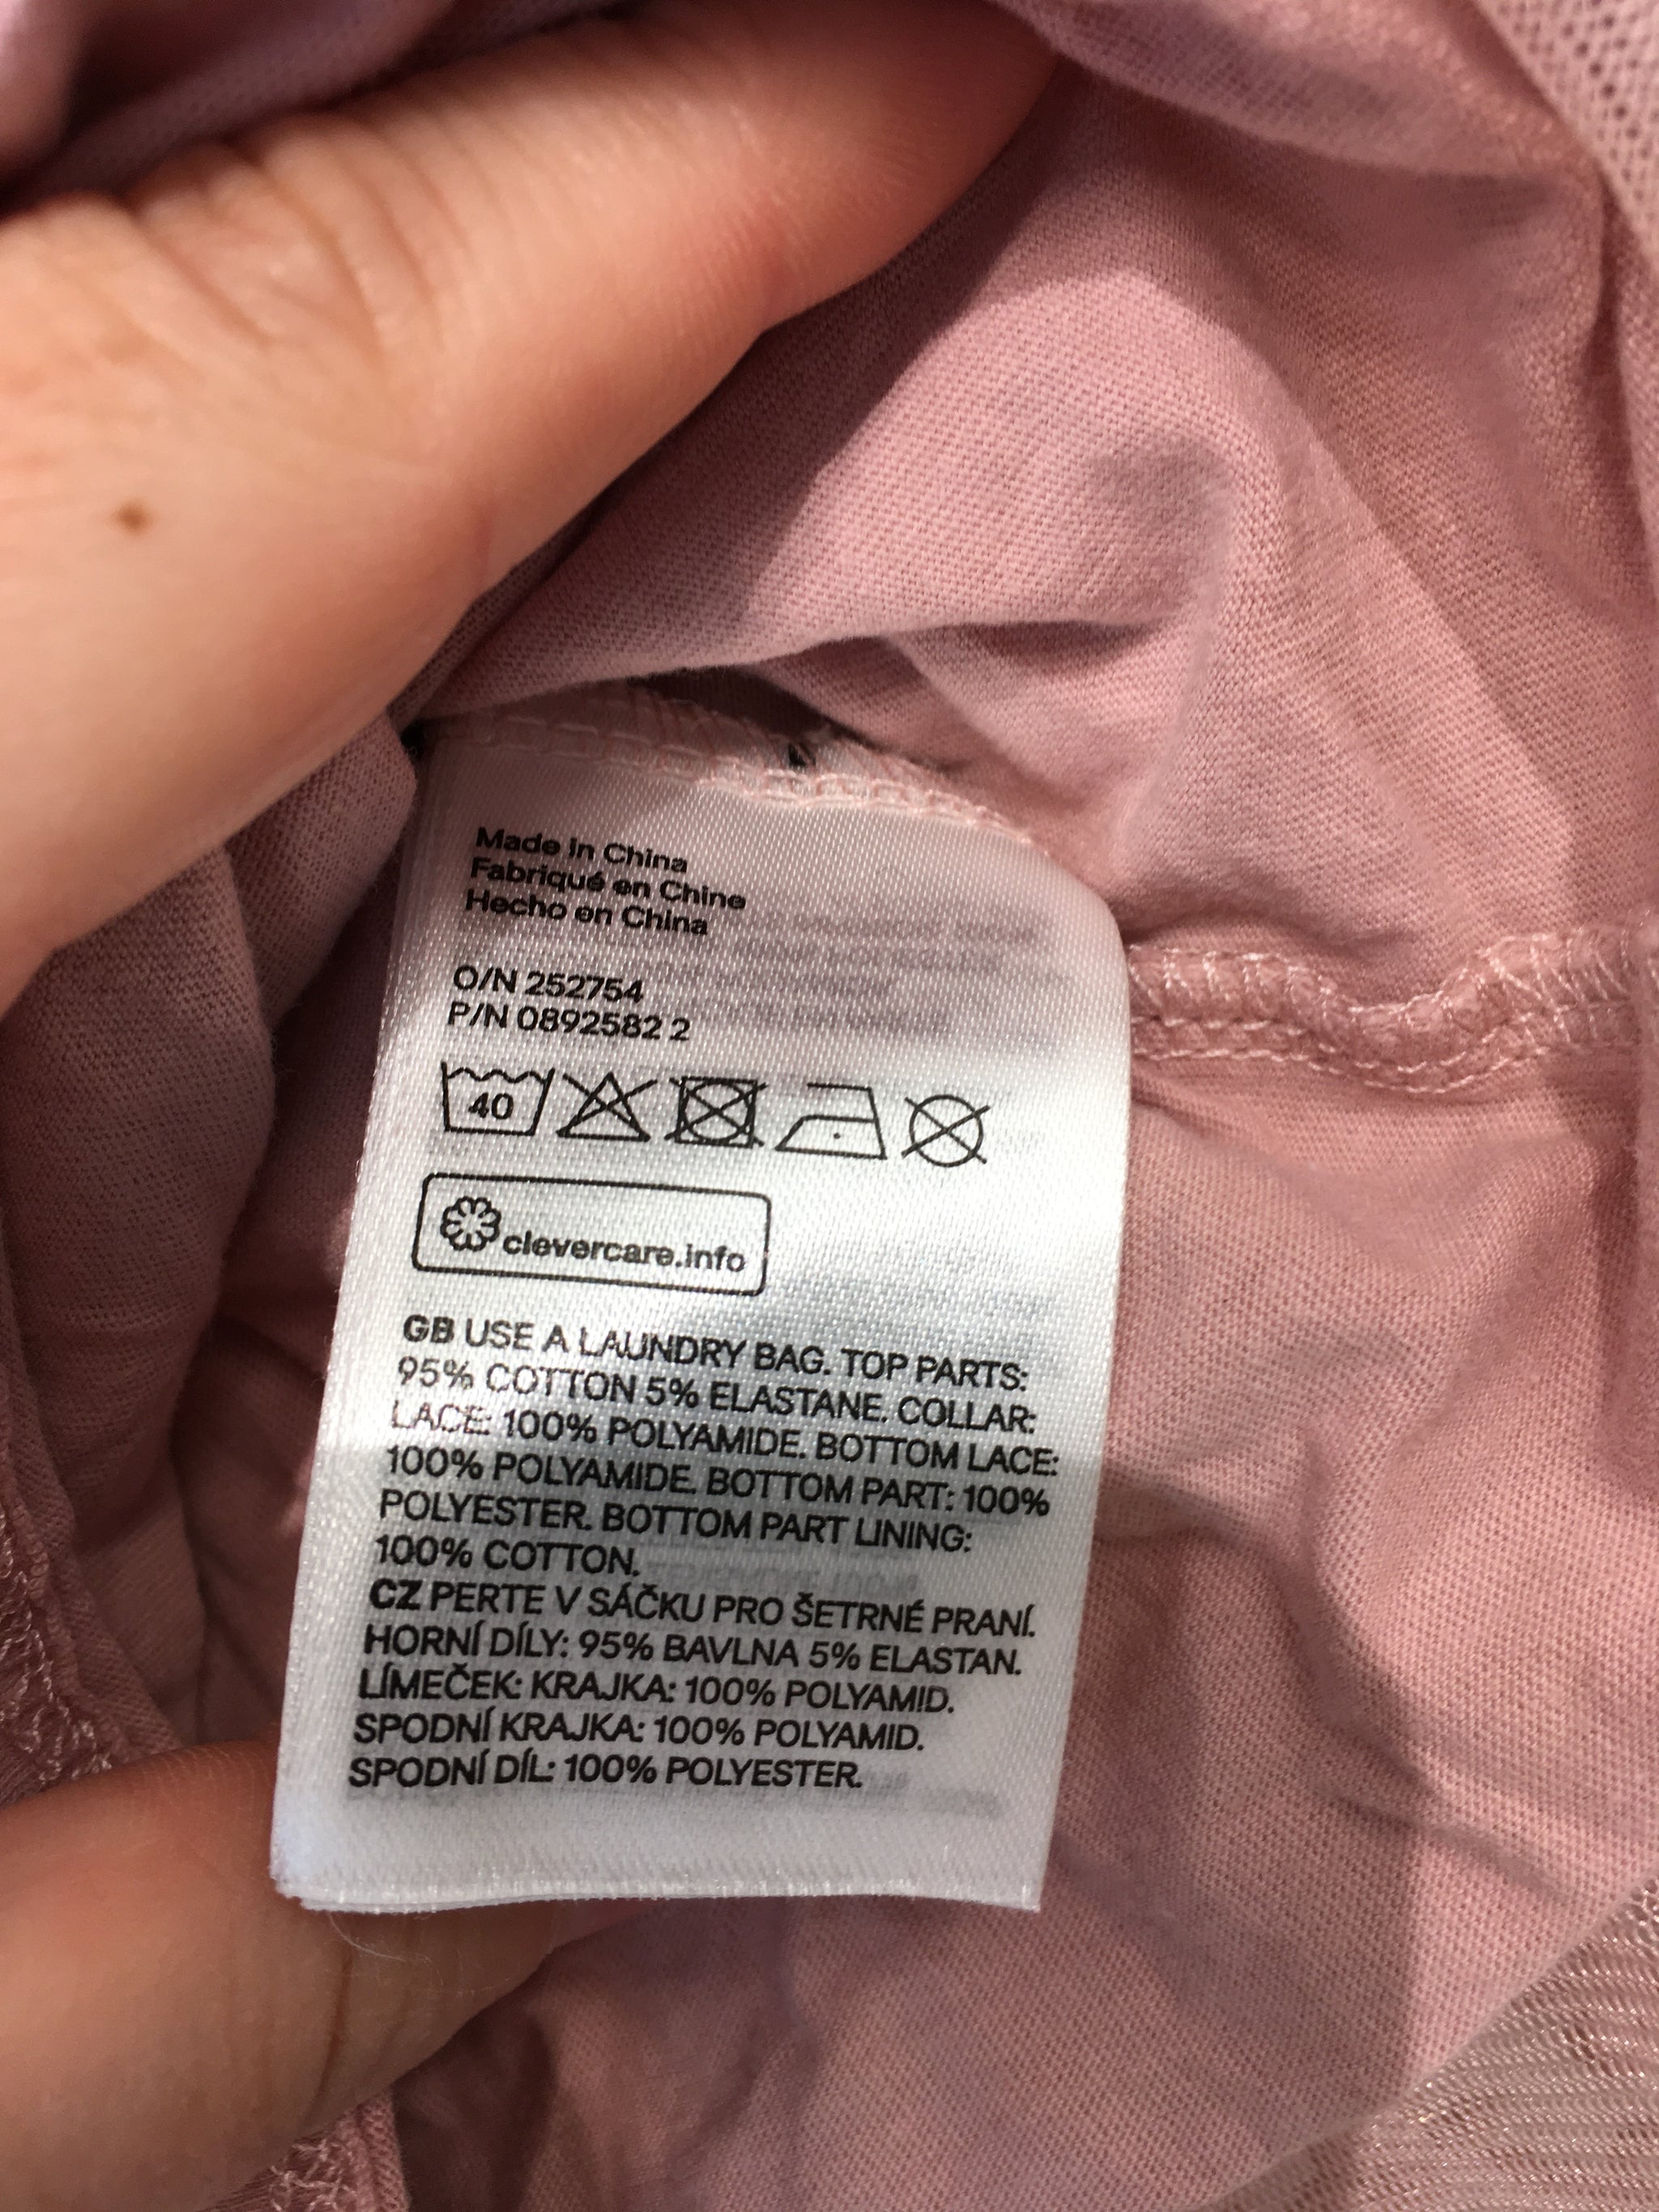 Made in China
Fabriqué en Chine
Hecho en China
O/N 252754
P/N 0892582 2
40
clevercare.info
GB USE A LAUNDRY BAG. TOP PARTS:
95% COTTON 5% ELASTANE. COLLAR:
LACE: 100% POLYAMIDE. BOTTOM LACE:
100% POLYAMIDE. BOTTOM PART: 100%
POLYESTER. BOTTOM PART LINING:
100% COTTON.
CZ PERTE V SÁČKU PRO ŠETRNÉ PRANÍ.
HORNÍ DÍLY: 95% BAVLNA 5% ELASTAN.
LÍMEČEK: KRAJKA: 100% POLYAMID.
SPODNÍ KRAJKA: 100% POLYAMID.
SPODNÍ DÍL: 100% POLYESTER.